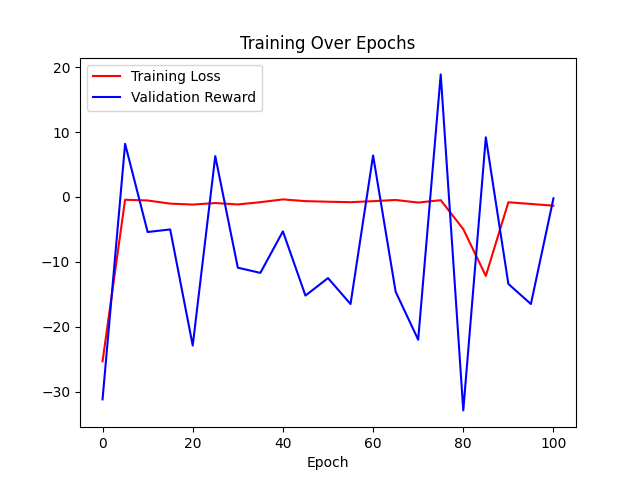 Training Over Epochs
Training Loss
Validation Reward
20
10
0
−10
−20
−30
0 20 40 60 80 100
Epoch